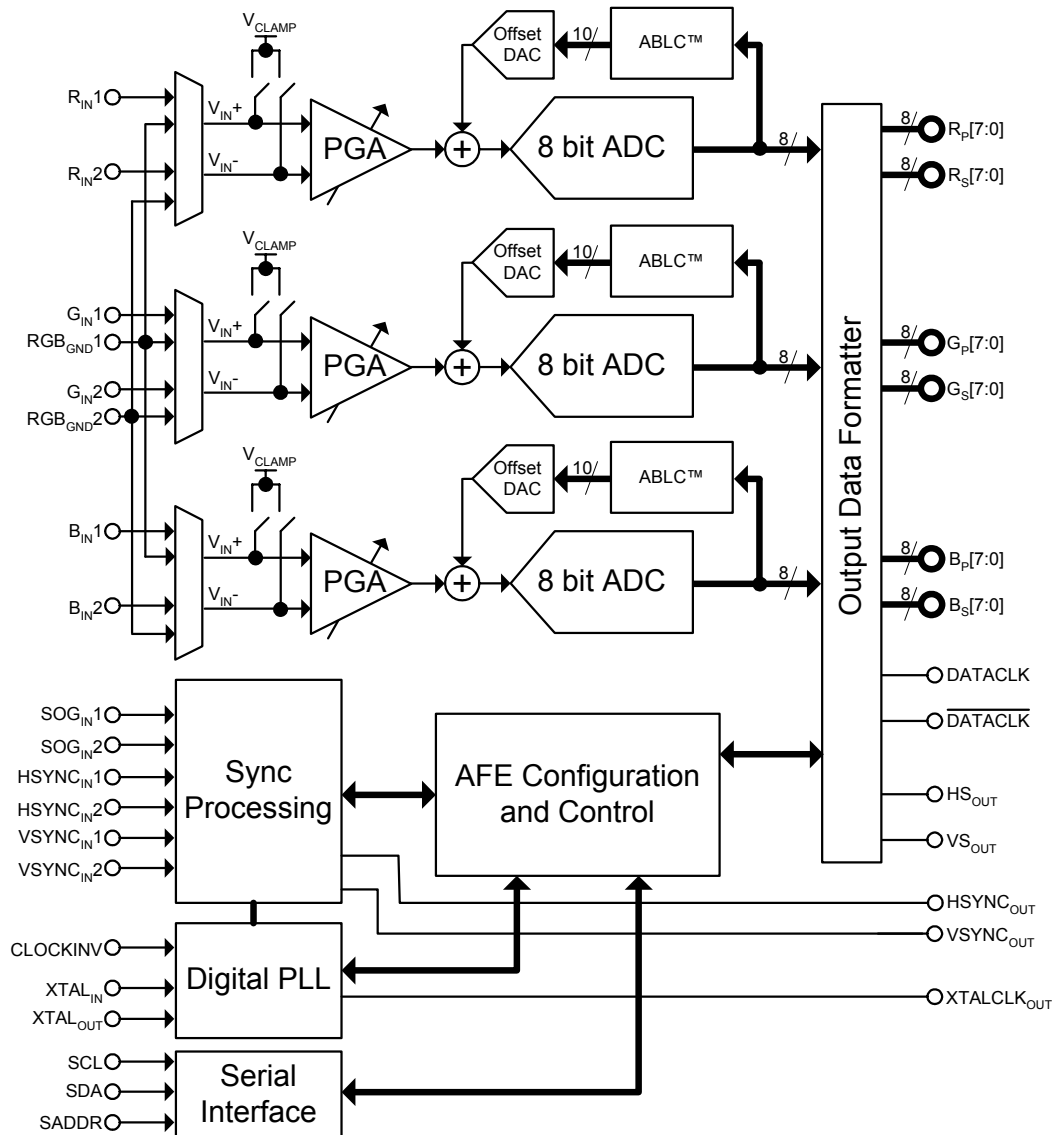 VCLAMP
Offset
DAC
10
ABLC™
RIN1
VIN+
PGA
+
8 bit ADC
8
RIN2
VIN-
8
RP[7:0]
8
RS[7:0]
VCLAMP
Offset
DAC
10
ABLC™
GIN1
RGBGND1
VIN+
PGA
+
8 bit ADC
8
GIN2
RGBGND2
VIN-
8
GP[7:0]
8
GS[7:0]
VCLAMP
Offset
DAC
10
ABLC™
BIN1
VIN+
PGA
+
8 bit ADC
8
BIN2
VIN-
8
BP[7:0]
8
BS[7:0]
Output Data Formatter
DATACLK
DATACLK
HSOUT
VSOUT
SOGIN1
SOGIN2
HSYNCIN1
HSYNCIN2
VSYNCIN1
VSYNCIN2
Sync
Processing
AFE Configuration
and Control
HSYNCOUT
VSYNCOUT
CLOCKINV
XTALIN
XTALOUT
Digital PLL
XTALCLKOUT
SCL
SDA
SADDR
Serial
Interface